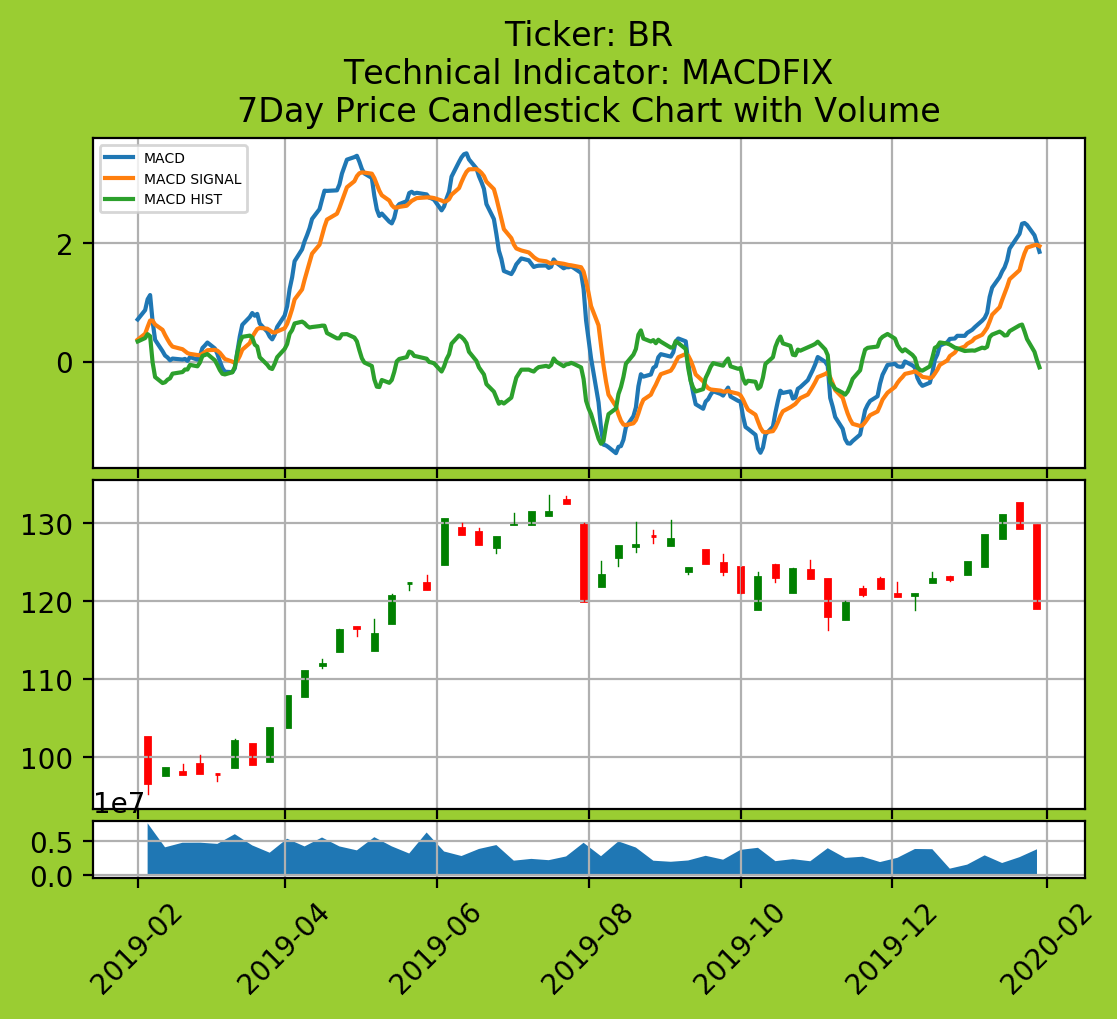 Ticker: BR
Technical Indicator: MACDFIX
7Day Price Candlestick Chart with Volume
MACD
MACD SIGNAL
MACD HIST
2
0
130
120
110
100
1e7
0.5
0.0
2019-02
2019-04
2019-06
2019-08
2019-10
2019-12
2020-02